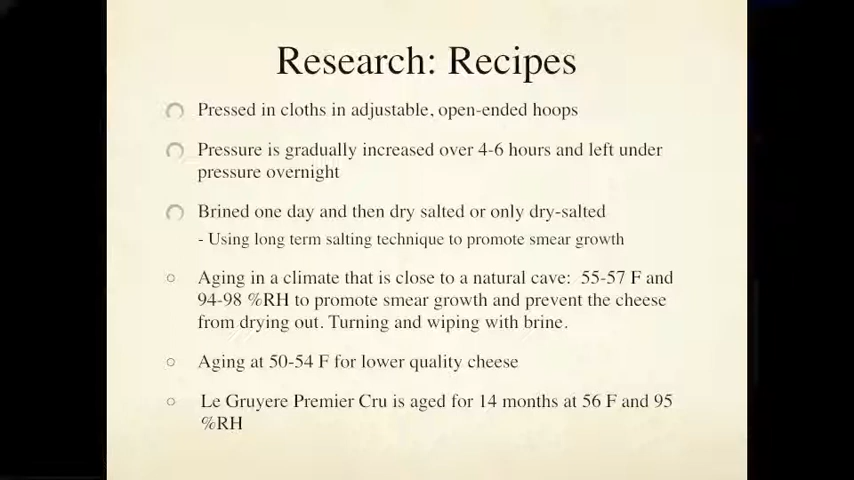 Research: Recipes
Pressed in cloths in adjustable, open-ended hoops
Pressure is gradually increased over 4-6 hours and left under
pressure overnight
Brined one day and then dry salted or only dry-salted
- Using long term salting technique to promote smear growth
Aging in a climate that is close to a natural cave: 55-57 F and
94-98 %RH to promote smear growth and prevent the cheese
from drying out. Turning and wiping with brine.
Aging at 50-54 F for lower quality cheese
Le Gruyere Premier Cru is aged for 14 months at 56 F and 95
%RH